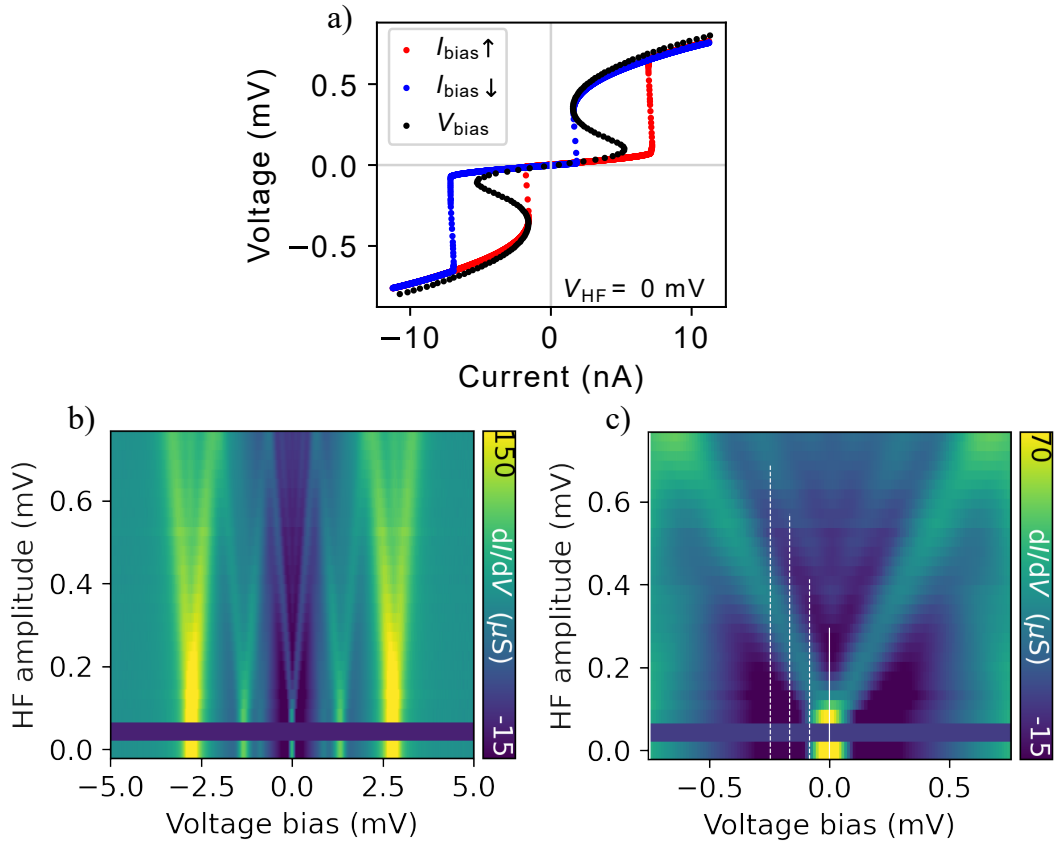 a)
I_bias↑
I_bias↓
V_bias
Voltage (mV)
0.5
0.0
−0.5
V_HF = 0 mV
−10
0
10
Current (nA)
b)
HF amplitude (mV)
0.6
0.4
0.2
0.0
−5.0
−2.5
0.0
2.5
5.0
Voltage bias (mV)
150
dI/dV (μS)
-15
c)
HF amplitude (mV)
0.6
0.4
0.2
0.0
−0.5
0.0
0.5
Voltage bias (mV)
70
dI/dV (μS)
-15